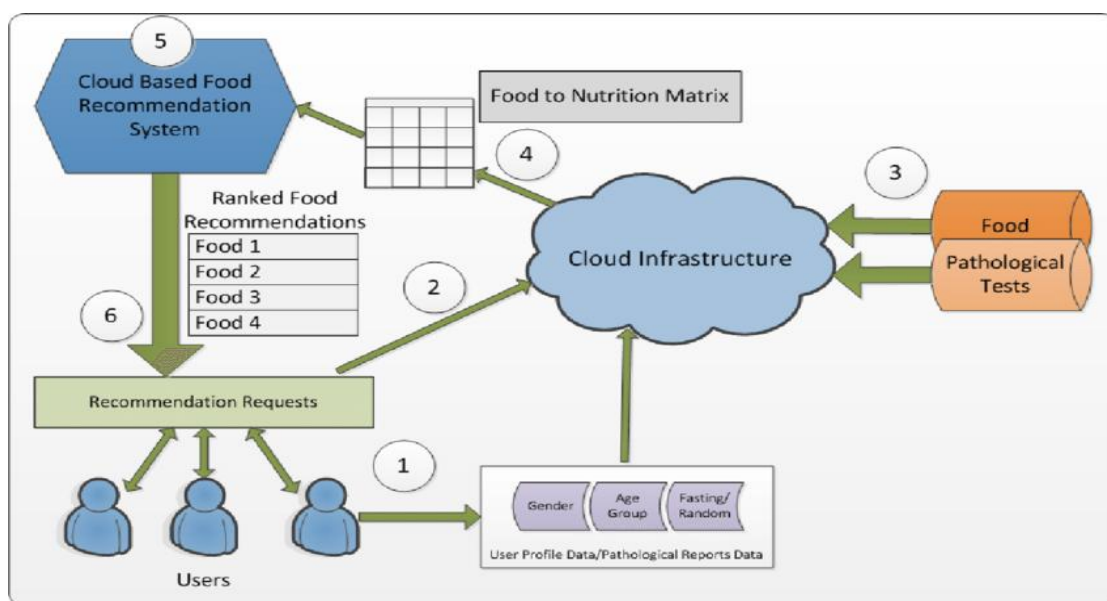 5
Cloud Based Food
Recommendation
System
Food to Nutrition Matrix
4
3
Food
Pathological
Tests
Cloud Infrastructure
Ranked Food
Recommendations
Food 1
Food 2
Food 3
Food 4
2
6
Recommendation Requests
1
Users
Gender
Age
Group
Fasting/
Random
User Profile Data/Pathological Reports Data